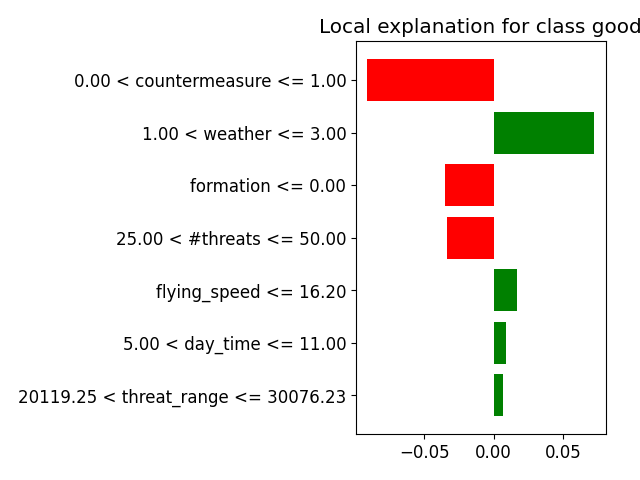 Local explanation for class good
0.00 < countermeasure <= 1.00
1.00 < weather <= 3.00
formation <= 0.00
25.00 < #threats <= 50.00
flying_speed <= 16.20
5.00 < day_time <= 11.00
20119.25 < threat_range <= 30076.23
−0.05 0.00 0.05